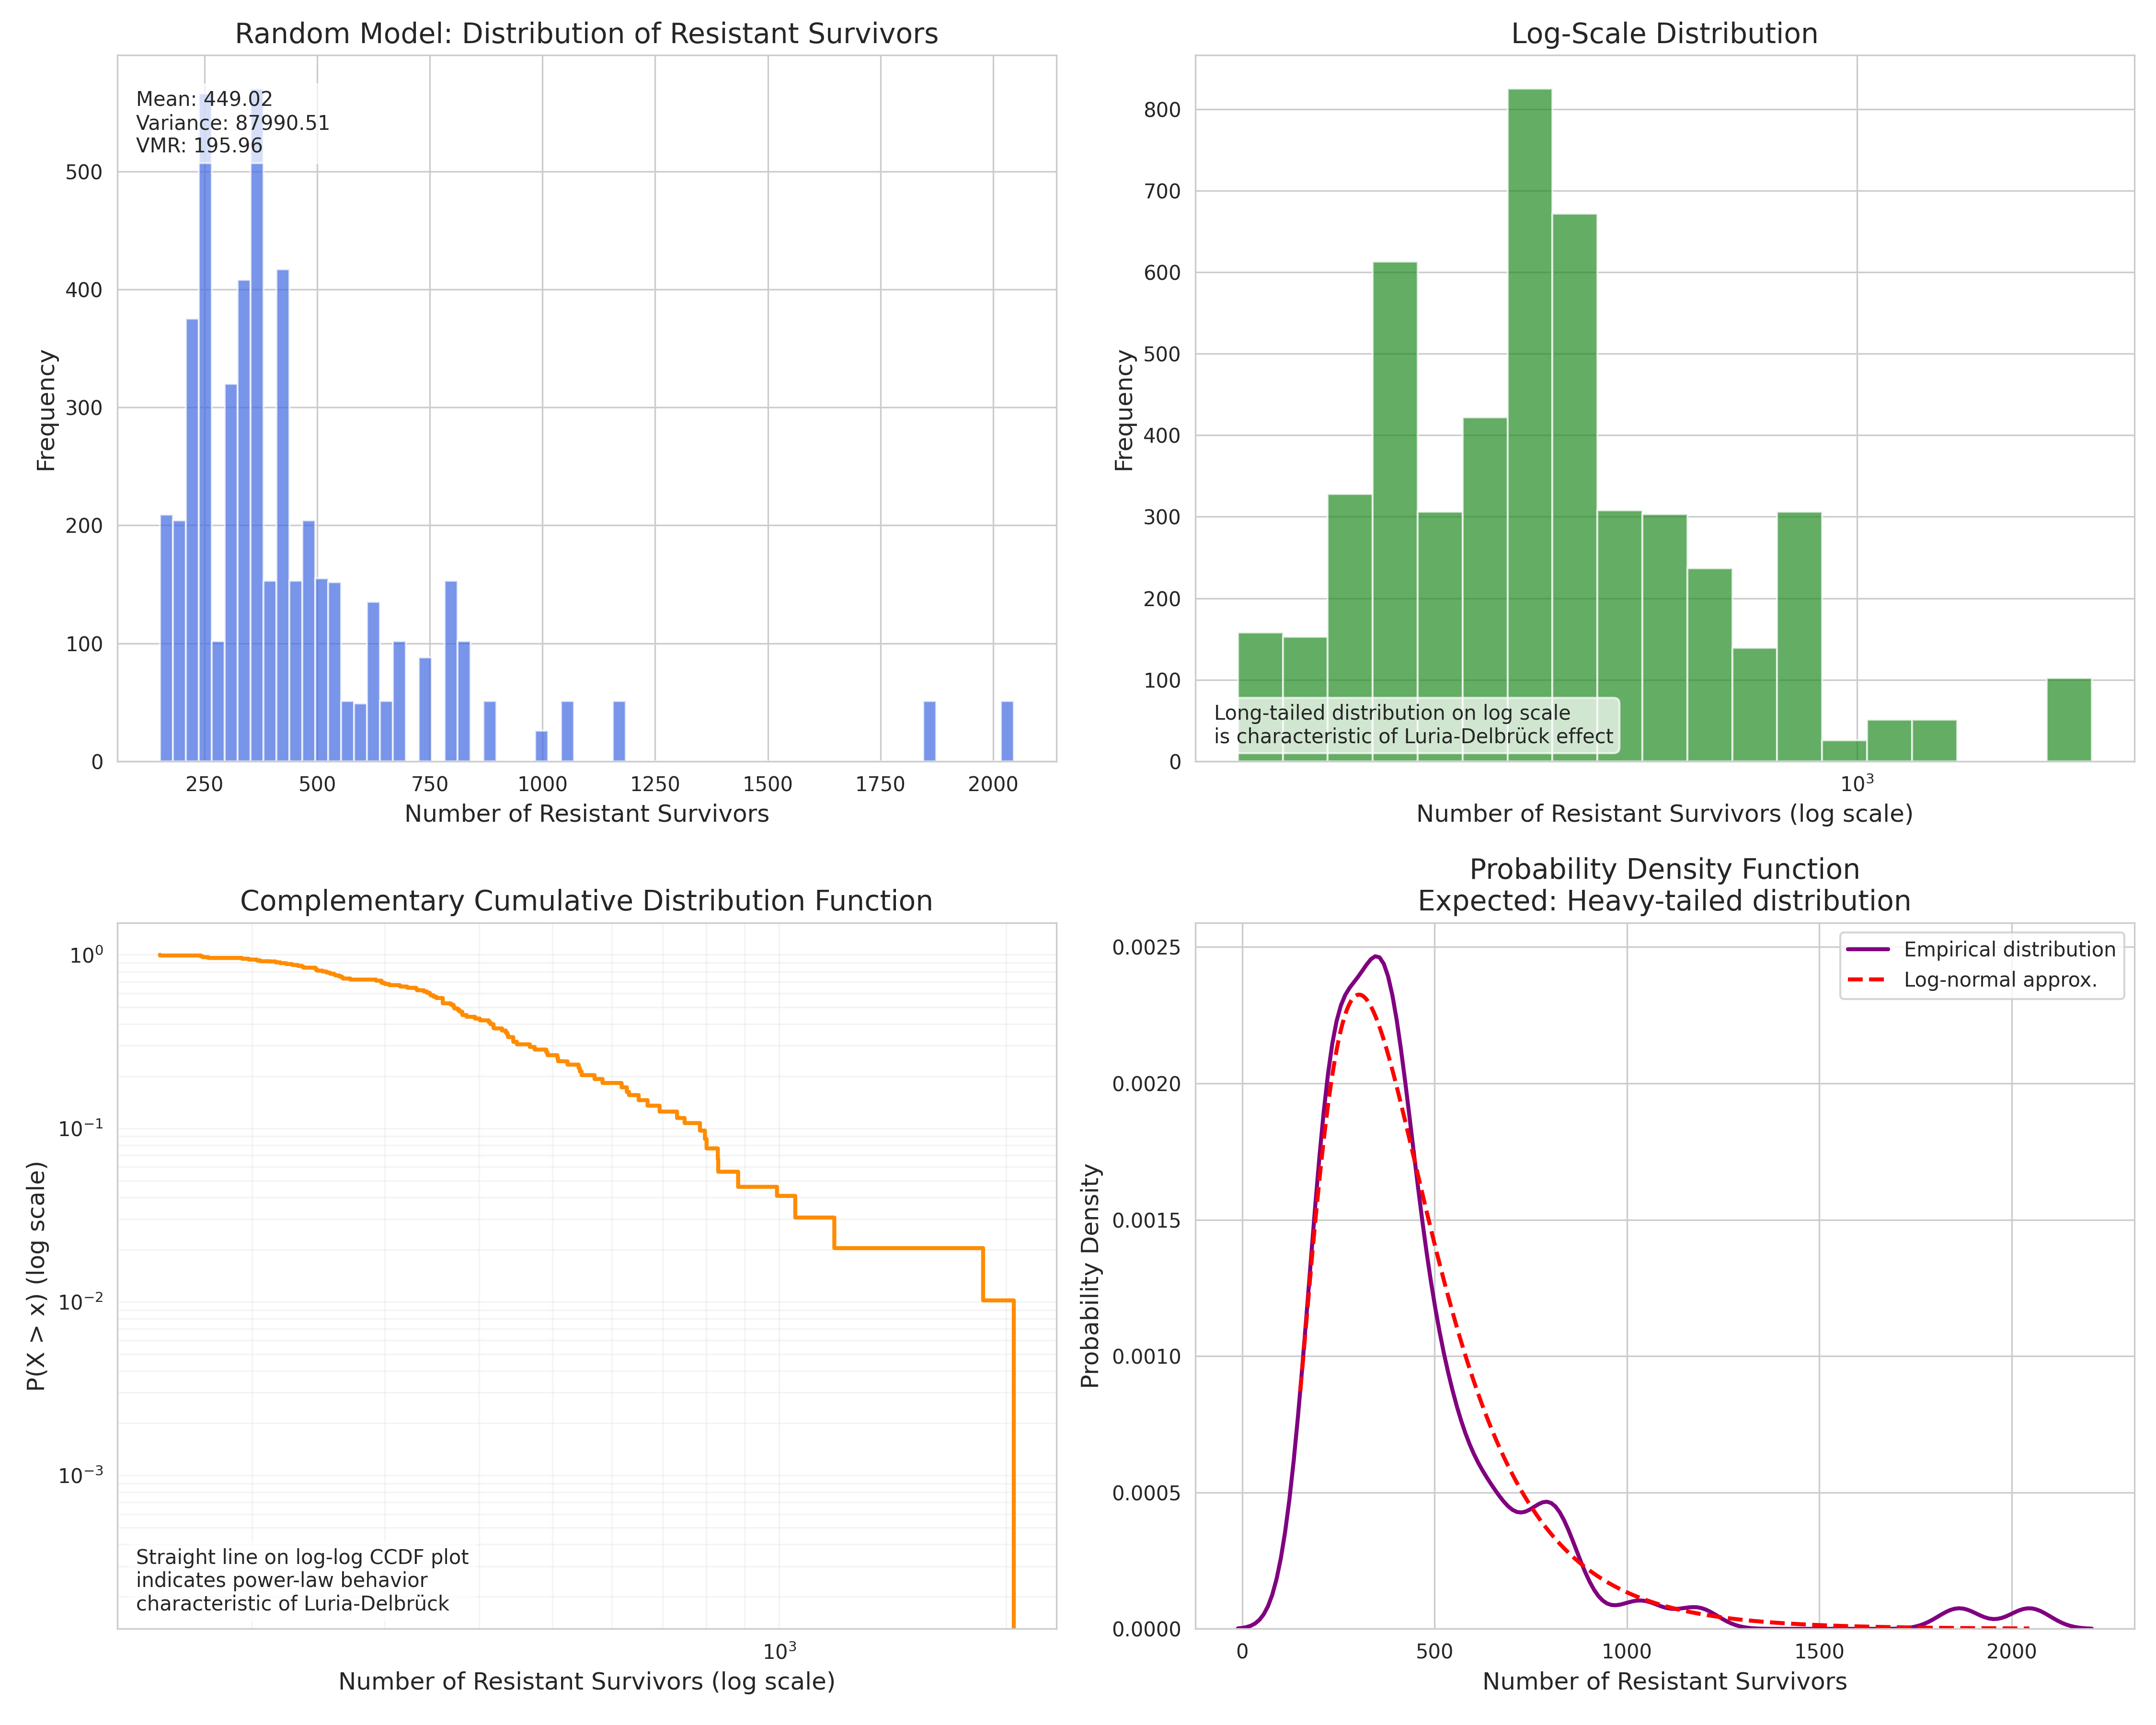 Random Model: Distribution of Resistant Survivors
Mean: 449.02
Variance: 87990.51
VMR: 195.96
Frequency
500
400
300
200
100
0
250 500 750 1000 1250 1500 1750 2000
Number of Resistant Survivors
Log-Scale Distribution
Frequency
800
700
600
500
400
300
200
100
0
Long-tailed distribution on log scale
is characteristic of Luria-Delbrück effect
10³
Number of Resistant Survivors (log scale)
Complementary Cumulative Distribution Function
P(X > x) (log scale)
10⁰
10⁻¹
10⁻²
10⁻³
Straight line on log-log CCDF plot
indicates power-law behavior
characteristic of Luria-Delbrück
10³
Number of Resistant Survivors (log scale)
Probability Density Function
Expected: Heavy-tailed distribution
Empirical distribution
Log-normal approx.
Probability Density
0.0025
0.0020
0.0015
0.0010
0.0005
0.0000
0 500 1000 1500 2000
Number of Resistant Survivors